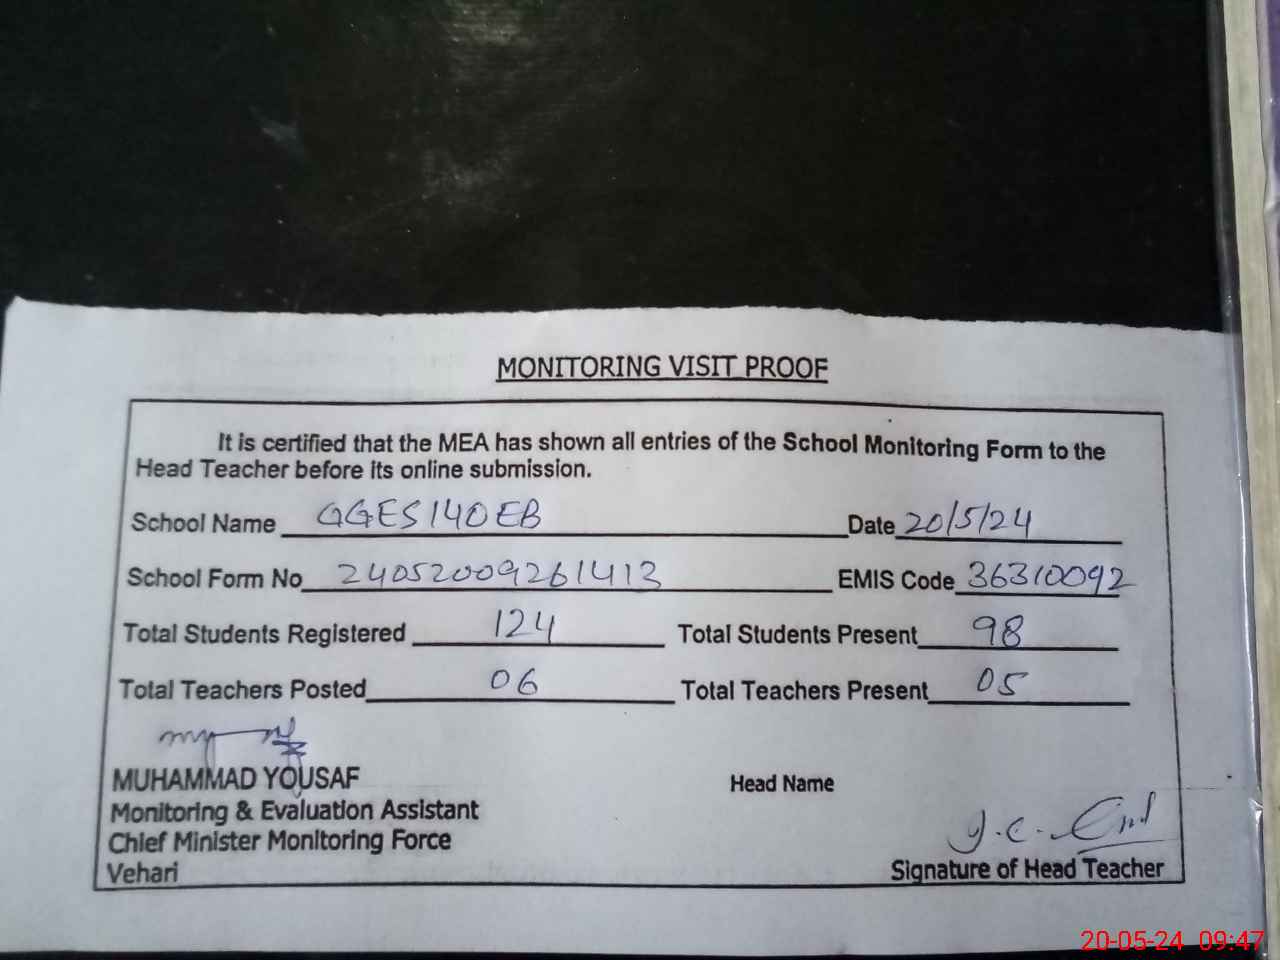 MONITORING VISIT PROOF
It is certified that the MEA has shown all entries of the School Monitoring Form to the
Head Teacher before its online submission.
School Name GGES 140 EB Date 20/5/24
School Form No 24052009261413 EMIS Code 36310092
Total Students Registered 124 Total Students Present 98
Total Teachers Posted 06 Total Teachers Present 05
MUHAMMAD YOUSAF
Head Name
Monitoring & Evaluation Assistant
Chief Minister Monitoring Force
Vehari
Signature of Head Teacher
20-05-24 09:47